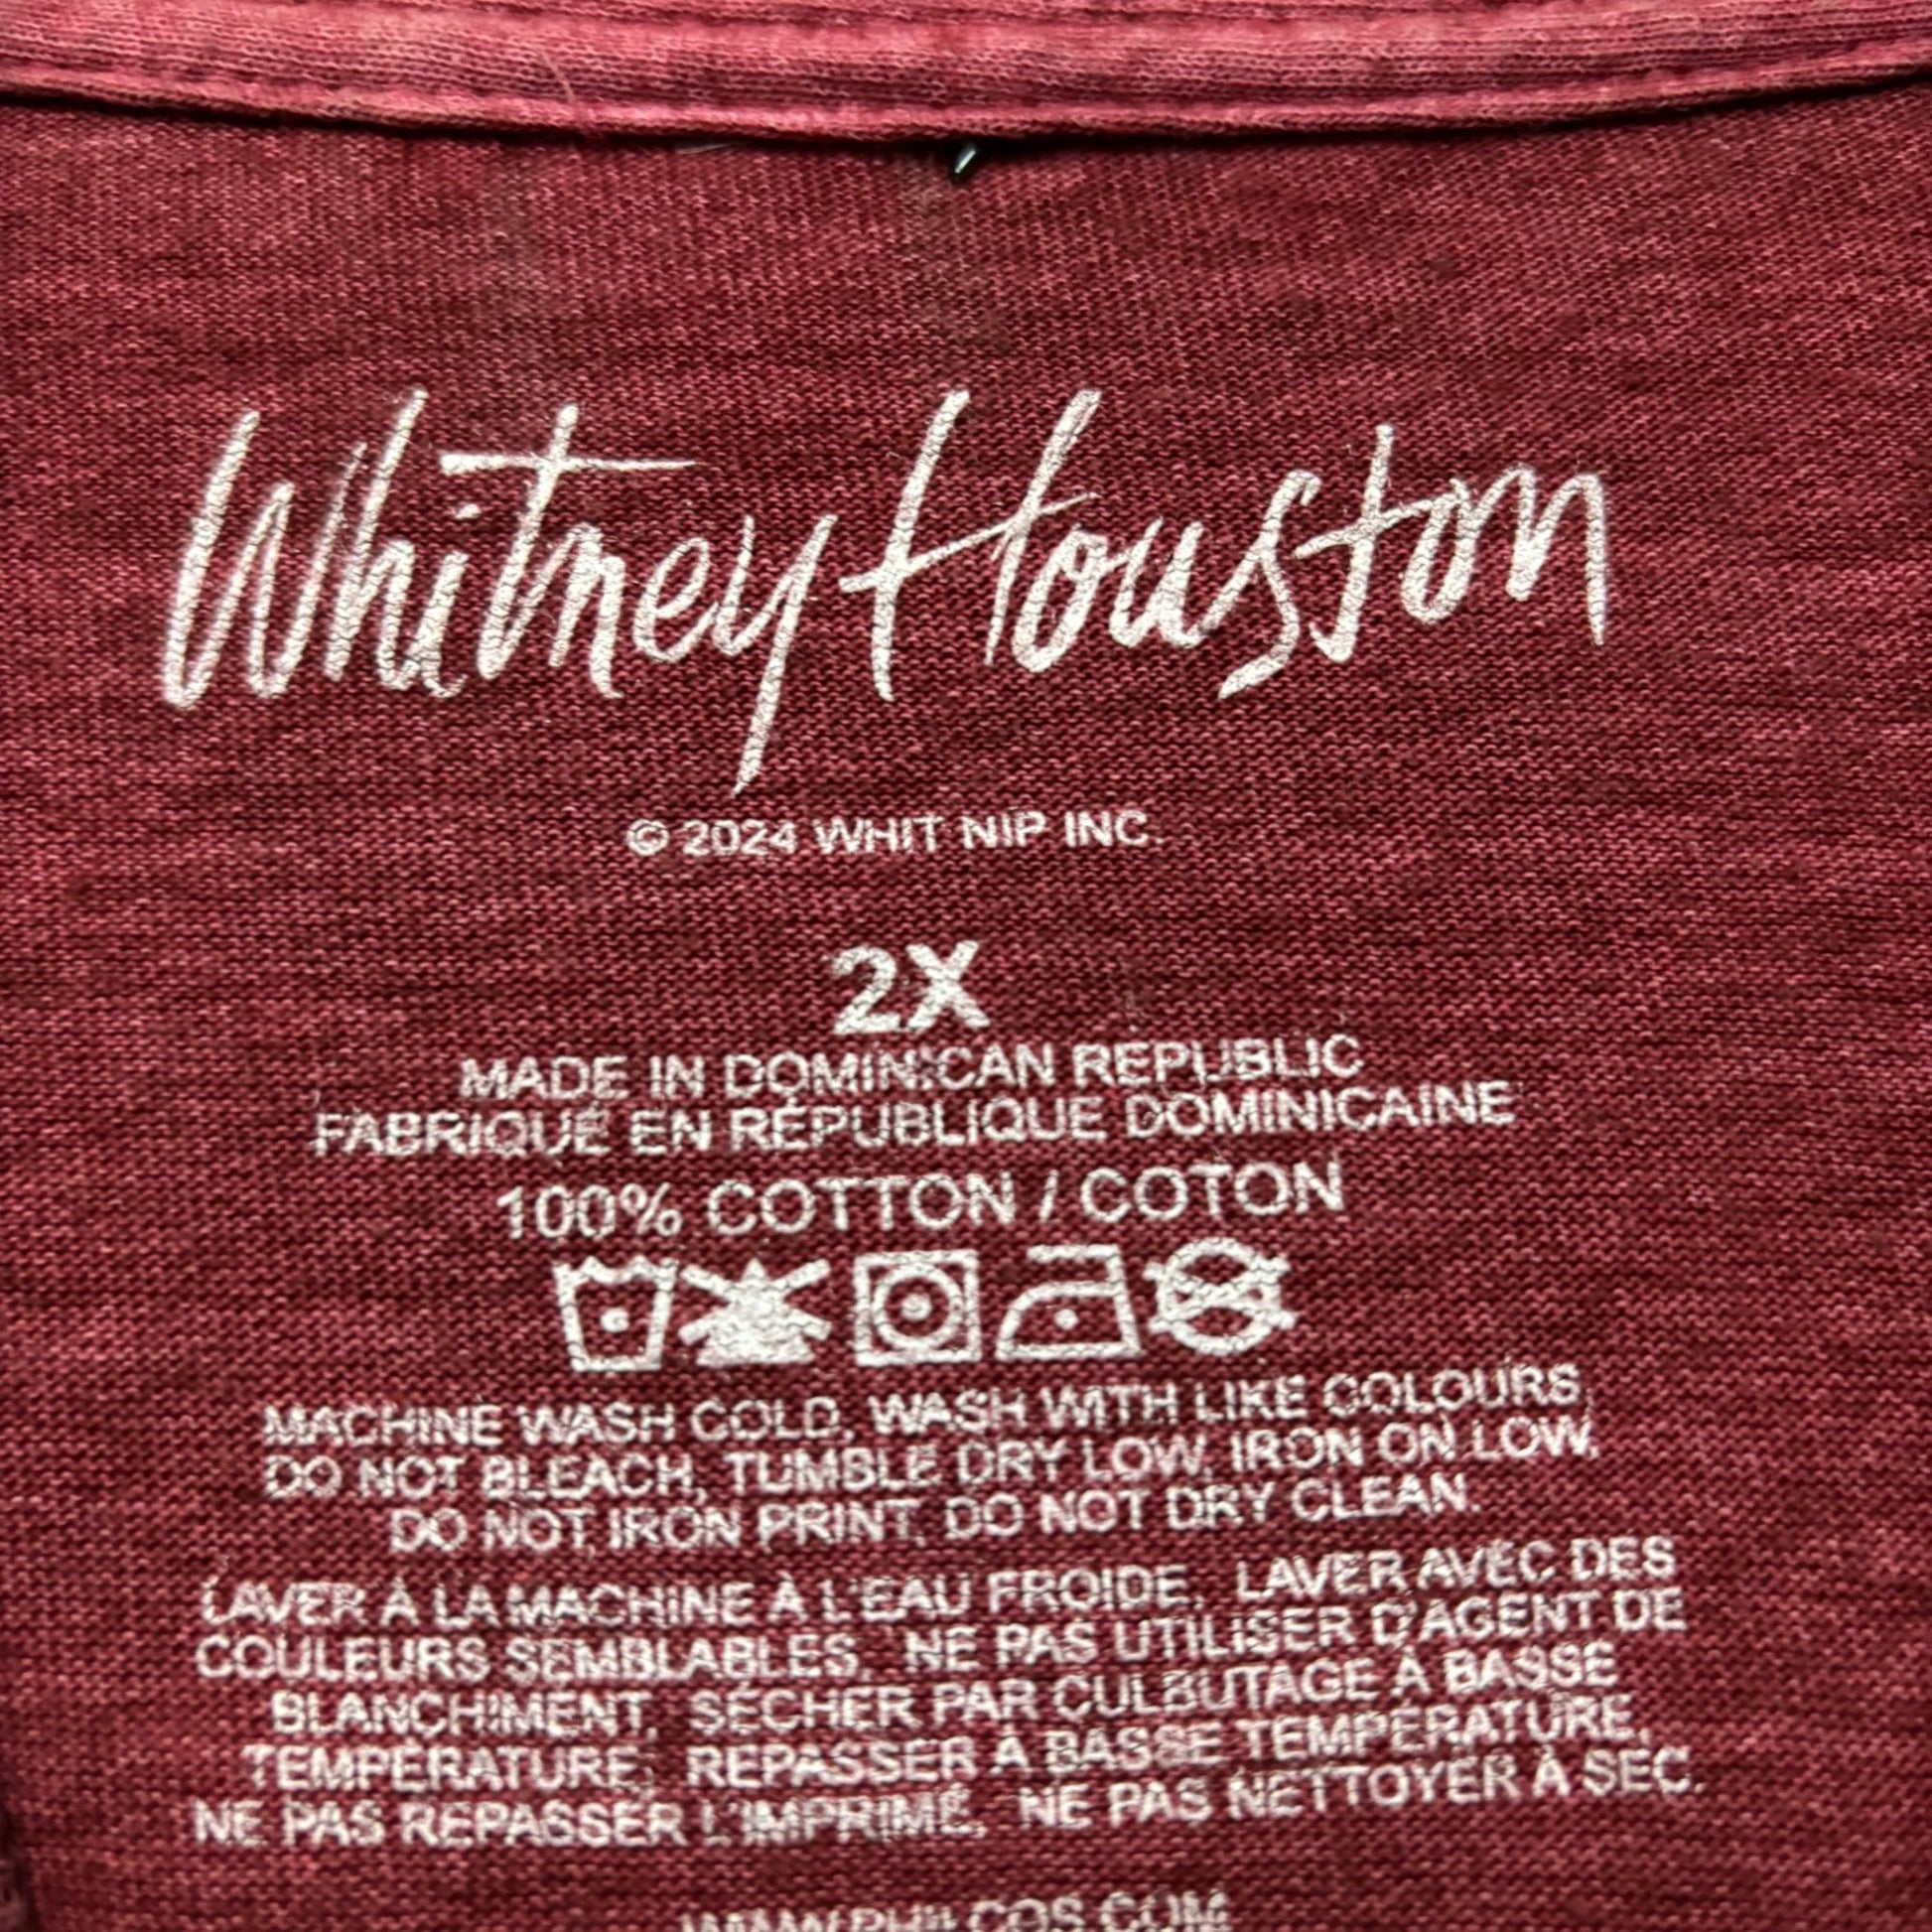 Whitney Houston
© 2024 WHIT NIP INC.
2X
MADE IN DOMINICAN REPUBLIC
FABRIQUÉ EN RÉPUBLIQUE DOMINICAINE
100% COTTON / COTON
MACHINE WASH COLD, WASH WITH LIKE COLOURS,
DO NOT BLEACH, TUMBLE DRY LOW, IRON ON LOW,
DO NOT IRON PRINT, DO NOT DRY CLEAN.
LAVER À LA MACHINE À L'EAU FROIDE, LAVER AVEC DES
COULEURS SEMBLABLES, NE PAS UTILISER D'AGENT DE
BLANCHIMENT, SÉCHER PAR CULBUTAGE À BASSE
TEMPÉRATURE, REPASSER À BASSE TEMPÉRATURE,
NE PAS REPASSER L'IMPRIMÉ, NE PAS NETTOYER À SEC.
WWW.PHILCOS.COM